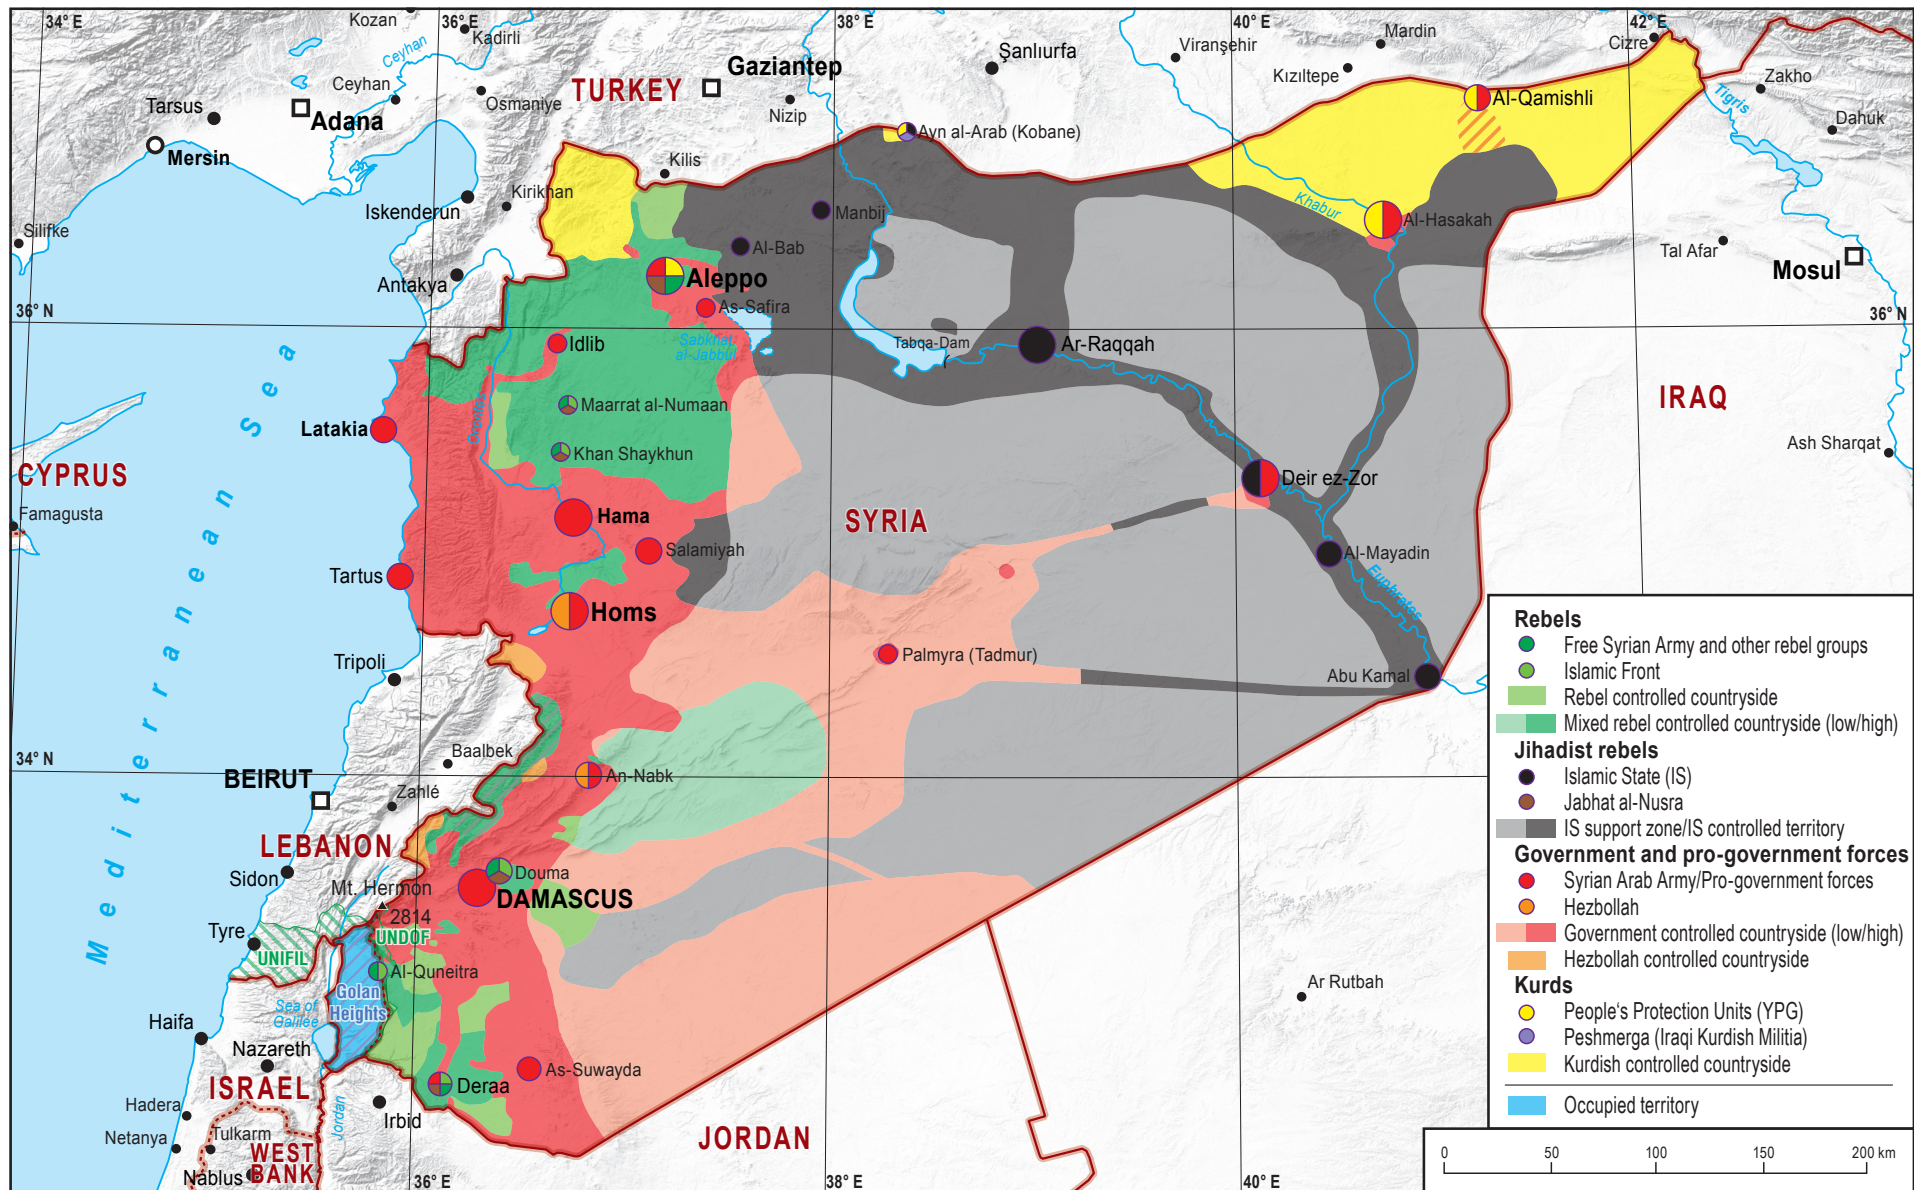 34° E
36° E
38° E
40° E
42° E
Kozan
Kadirli
Ceyhan
Ceyhan
Osmaniye
Tarsus
Adana
Mersin
TURKEY
Gaziantep
Nizip
Şanlıurfa
Viranşehir
Mardin
Kızıltepe
Cizre
Zakho
Tigris
Dahuk
Al-Qamishli
Ayn al-Arab (Kobane)
Kilis
Kirikhan
Iskenderun
Silifke
Antakya
Manbij
Al-Bab
Khabur
Al-Hasakah
Tal Afar
Mosul
Aleppo
As-Safira
36° N
36° N
Sabkhat
al-Jabbul
Idlib
Tabqa-Dam
Ar-Raqqah
IRAQ
Maarrat al-Numaan
Orontes
Latakia
Khan Shaykhun
Ash Sharqat
CYPRUS
Famagusta
Mediterranean Sea
Deir ez-Zor
Hama
SYRIA
Salamiyah
Al-Mayadin
Tartus
Euphrates
Homs
Palmyra (Tadmur)
Abu Kamal
Tripoli
34° N
Baalbek
BEIRUT
Zahlé
An-Nabk
LEBANON
Sidon
Mt. Hermon
2814
Douma
DAMASCUS
Tyre
UNIFIL
UNDOF
Al-Quneitra
Golan
Heights
Sea of
Galilee
Haifa
Nazareth
ISRAEL
As-Suwayda
Deraa
Irbid
Jordan
Hadera
Netanya
Tulkarm
WEST
BANK
Nablus
JORDAN
Ar Rutbah
36° E
38° E
40° E
Rebels
Free Syrian Army and other rebel groups
Islamic Front
Rebel controlled countryside
Mixed rebel controlled countryside (low/high)
Jihadist rebels
Islamic State (IS)
Jabhat al-Nusra
IS support zone/IS controlled territory
Government and pro-government forces
Syrian Arab Army/Pro-government forces
Hezbollah
Government controlled countryside (low/high)
Hezbollah controlled countryside
Kurds
People‘s Protection Units (YPG)
Peshmerga (Iraqi Kurdish Militia)
Kurdish controlled countryside
Occupied territory
0 50 100 150 200 km